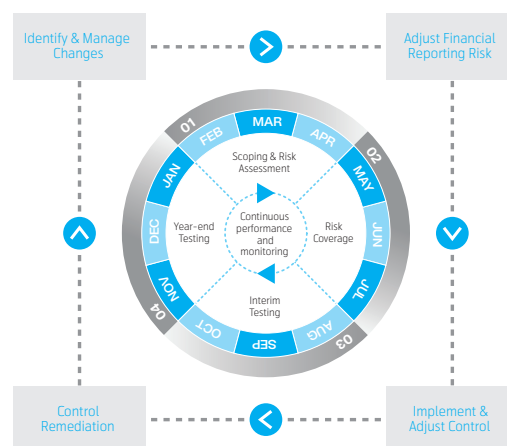 Identify & Manage
Changes
Adjust Financial
Reporting Risk
01
FEB
MAR
APR
02
JAN
MAY
Scoping & Risk
Assessment
DEC
Year-end
Testing
Continuous
performance
and
monitoring
Risk
Coverage
JUN
NOV
JUL
Interim
Testing
04
OCT
SEP
AUG
03
Control
Remediation
Implement &
Adjust Control